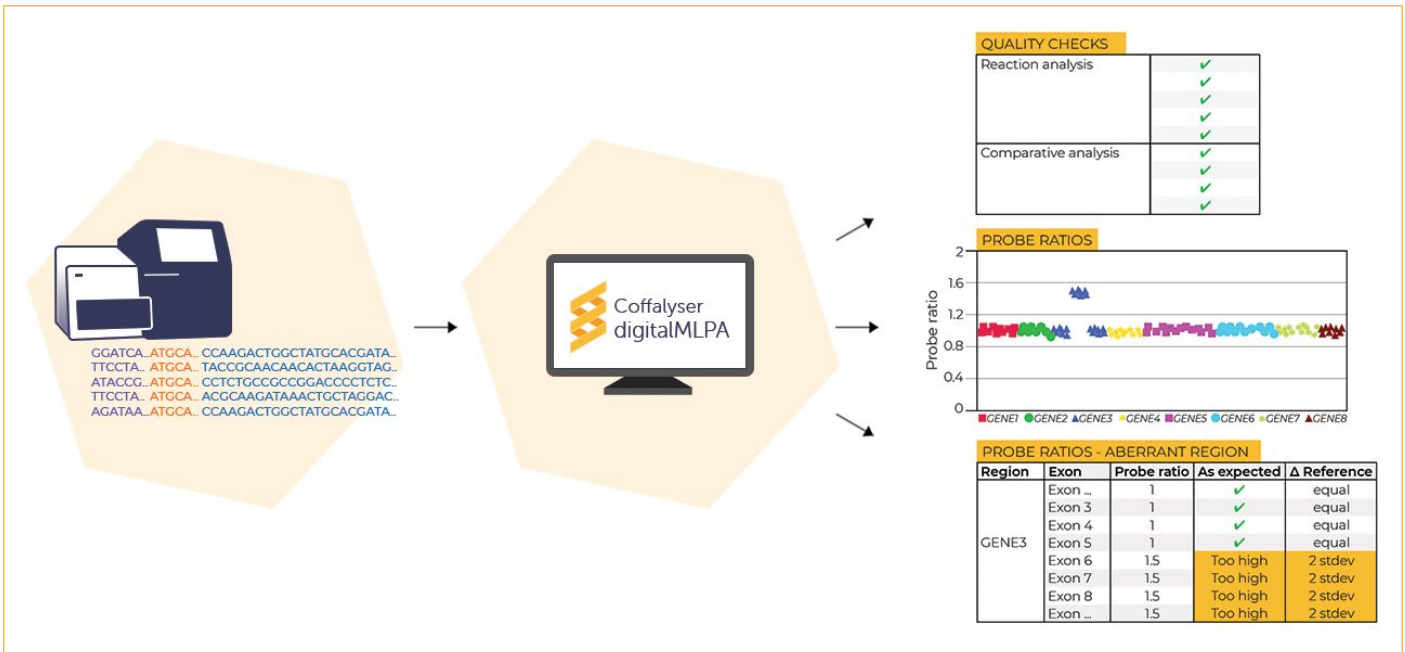 GGATCA..ATGCA.. CCAAGACTGGCTATGCACGATA..
TTCCTA.. ATGCA.. TACCGCAACAACACTAAGGTAG..
ATACCG.. ATGCA.. CCTCTGCCGCCGGACCCCTCTC..
TTCCTA.. ATGCA.. ACGCAAGATAAACTGCTAGGAC..
AGATAA..ATGCA.. CCAAGACTGGCTATGCACGATA..
Coffalyser
digitalMLPA
QUALITY CHECKS
Reaction analysis ✓
✓
✓
✓
✓
Comparative analysis ✓
✓
✓
✓
PROBE RATIOS
Probe ratio
2
1.6
1.2
0.8
0.4
0
GENE1 GENE2 GENE3 GENE4 GENE5 GENE6 GENE7 GENE8
PROBE RATIOS - ABERRANT REGION
Region Exon Probe ratio As expected Δ Reference
Exon ... 1 ✓ equal
Exon 3 1 ✓ equal
Exon 4 1 ✓ equal
GENE3 Exon 5 1 ✓ equal
Exon 6 1.5 Too high 2 stdev
Exon 7 1.5 Too high 2 stdev
Exon 8 1.5 Too high 2 stdev
Exon ... 1.5 Too high 2 stdev